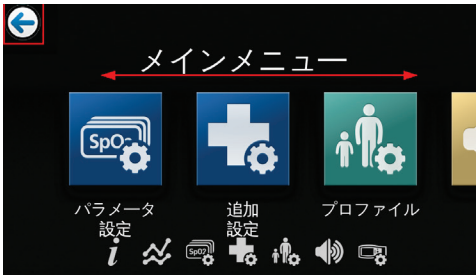 メインメニュー
SpO2
パラメータ
設定
追加
設定
プロファイル
SpO2